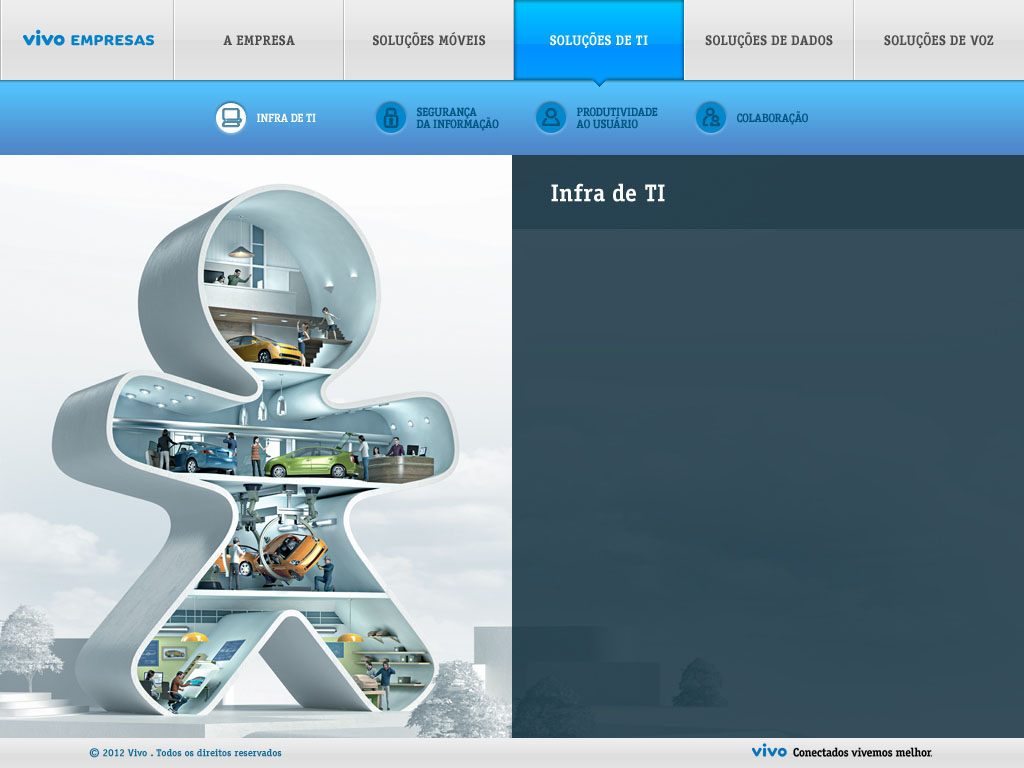 vivo EMPRESAS
A EMPRESA
SOLUÇÕES MÓVEIS
SOLUÇÕES DE TI
SOLUÇÕES DE DADOS
SOLUÇÕES DE VOZ
INFRA DE TI
SEGURANÇA
DA INFORMAÇÃO
PRODUTIVIDADE
AO USUÁRIO
COLABORAÇÃO
Infra de TI
© 2012 Vivo . Todos os direitos reservados
vivo Conectados vivemos melhor.